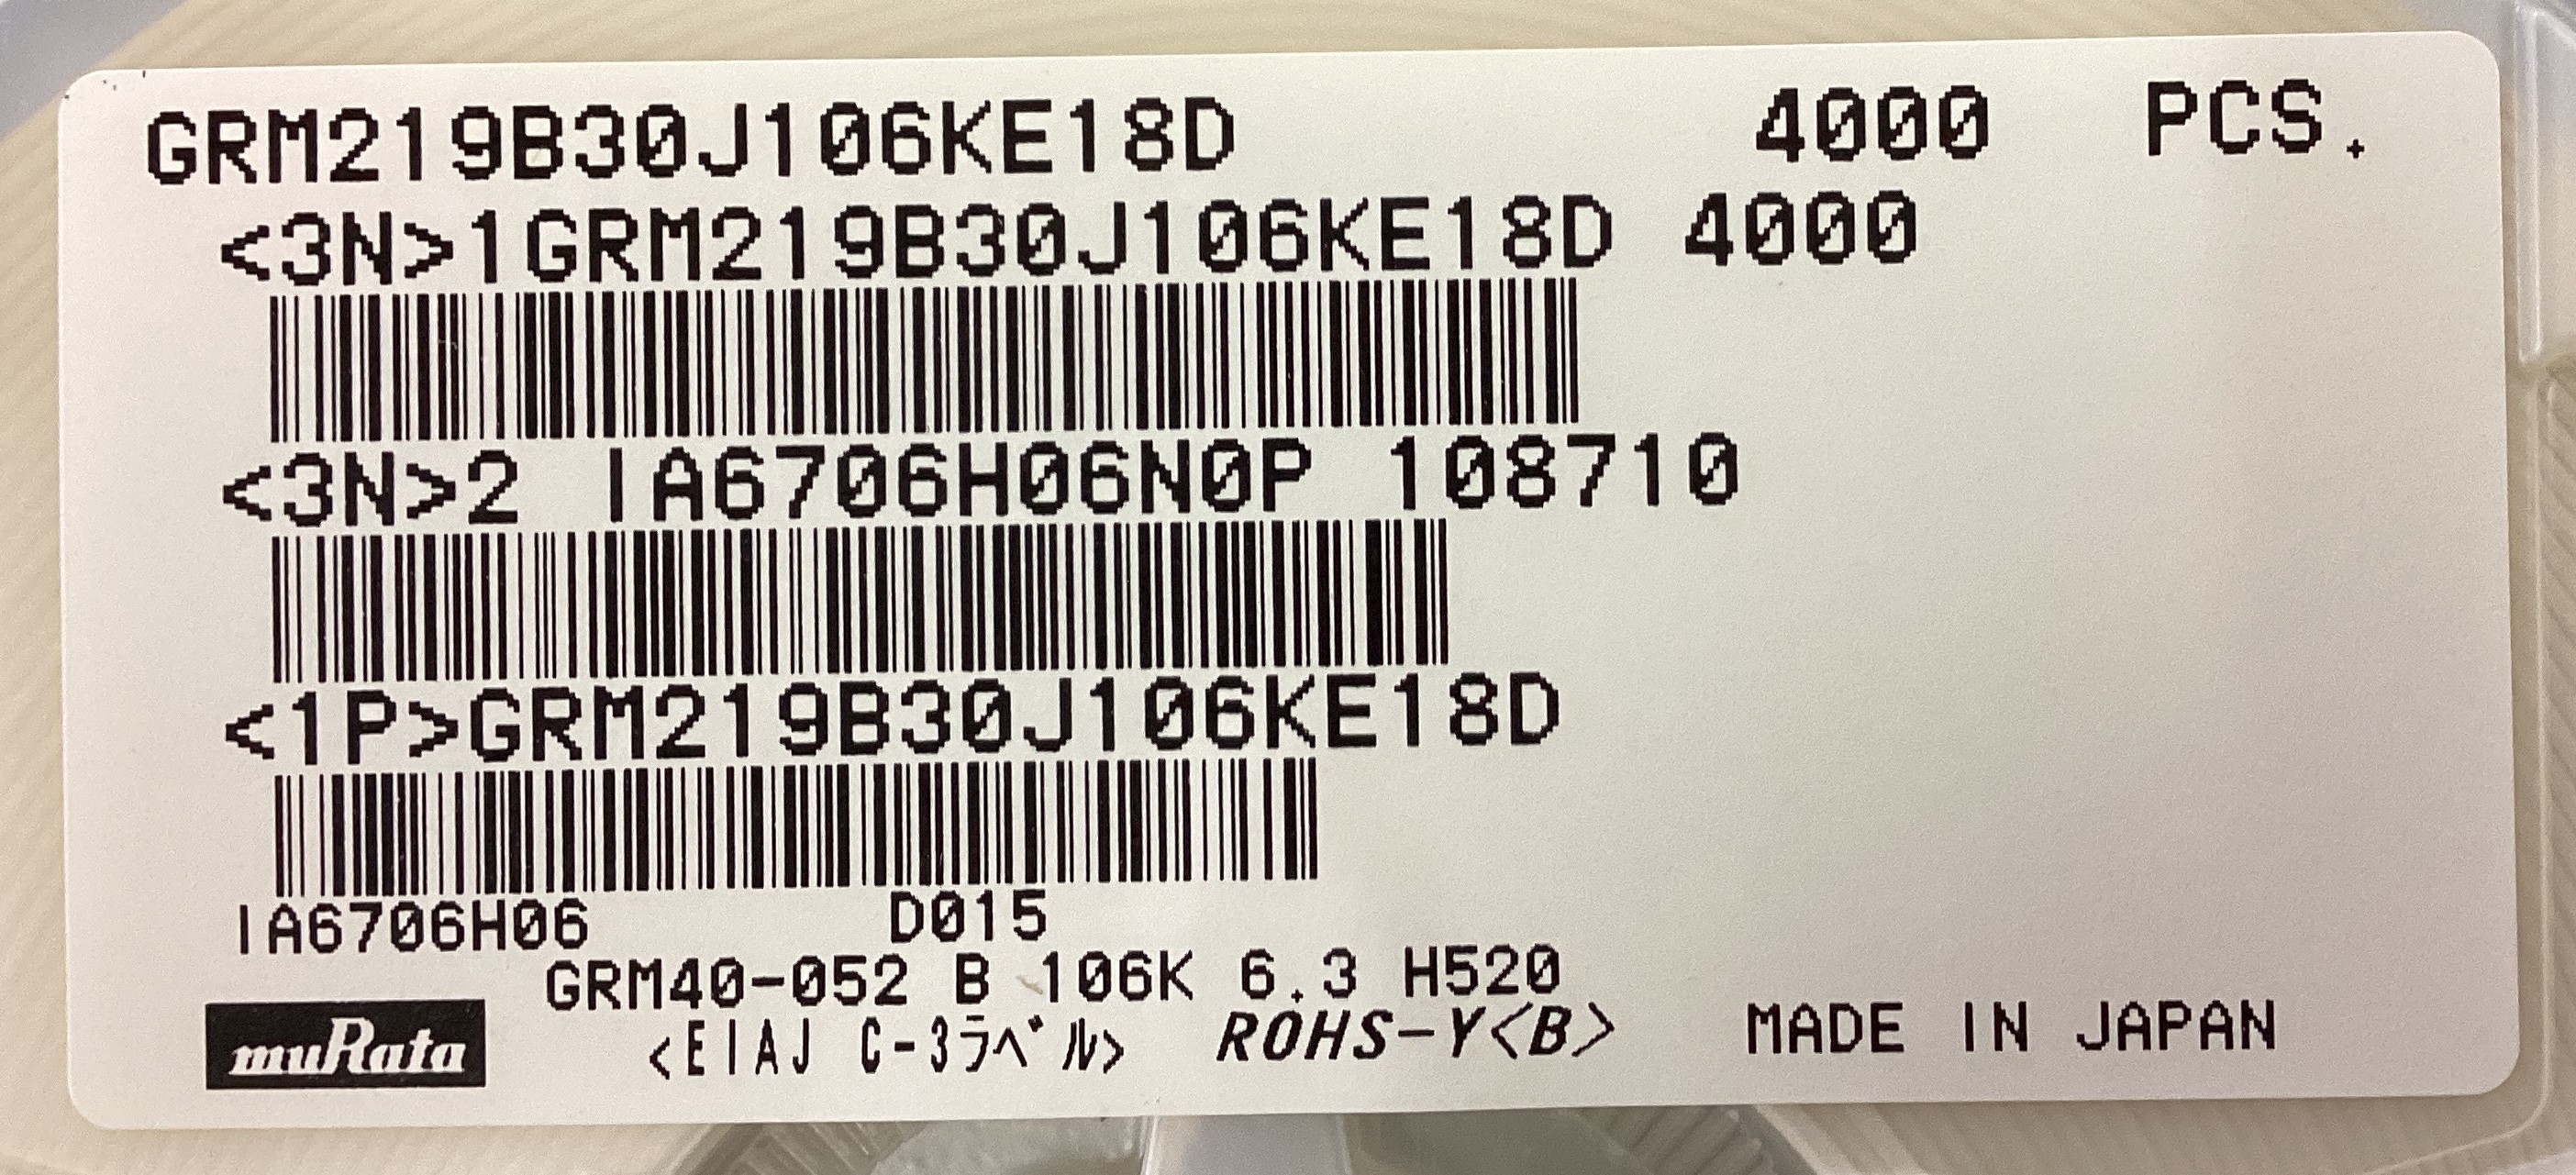 GRM219B30J106KE18D 4000 PCS.
<3N>1GRM219B30J106KE18D 4000
<3N>2 IA6706H06N0P 108710
<1P>GRM219B30J106KE18D
IA6706H06 D015
GRM40-052 B 106K 6.3 H520
muRata <EIAJ C-3ラベル> ROHS-Y<B> MADE IN JAPAN